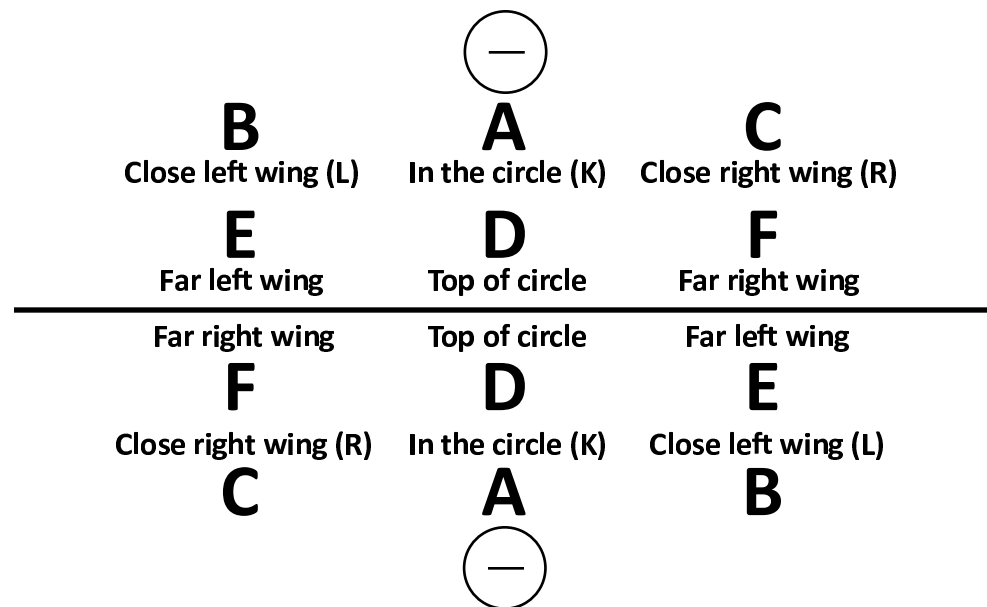 B A C
Close left wing (L) In the circle (K) Close right wing (R)
E D F
Far left wing Top of circle Far right wing
Far right wing Top of circle Far left wing
F D E
Close right wing (R) In the circle (K) Close left wing (L)
C A B